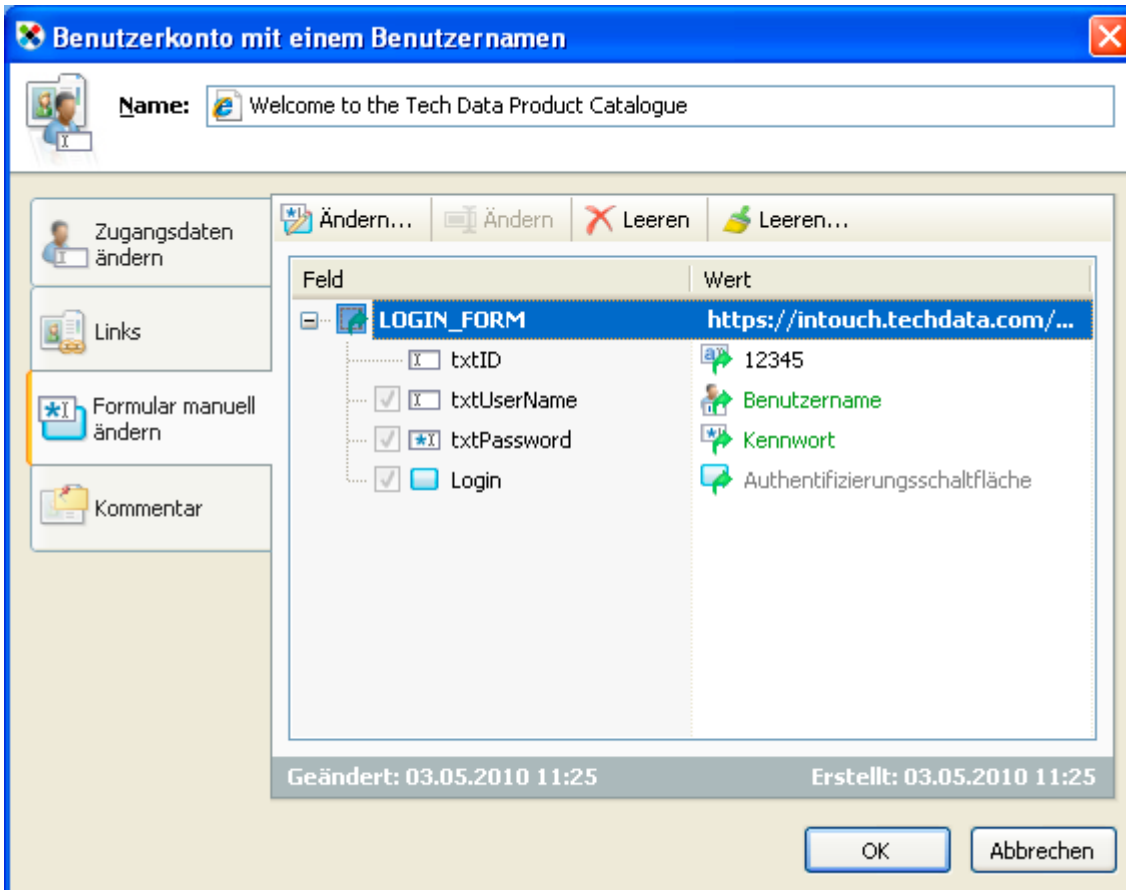 Benutzerkonto mit einem Benutzernamen
Name: Welcome to the Tech Data Product Catalogue
Zugangsdaten
ändern
Links
Formular manuell
ändern
Kommentar
Ändern... Ändern Leeren Leeren...
Feld Wert
LOGIN_FORM https://intouch.techdata.com/...
txtID 12345
txtUserName Benutzername
txtPassword Kennwort
Login Authentifizierungsschaltfläche
Geändert: 03.05.2010 11:25 Erstellt: 03.05.2010 11:25
OK Abbrechen